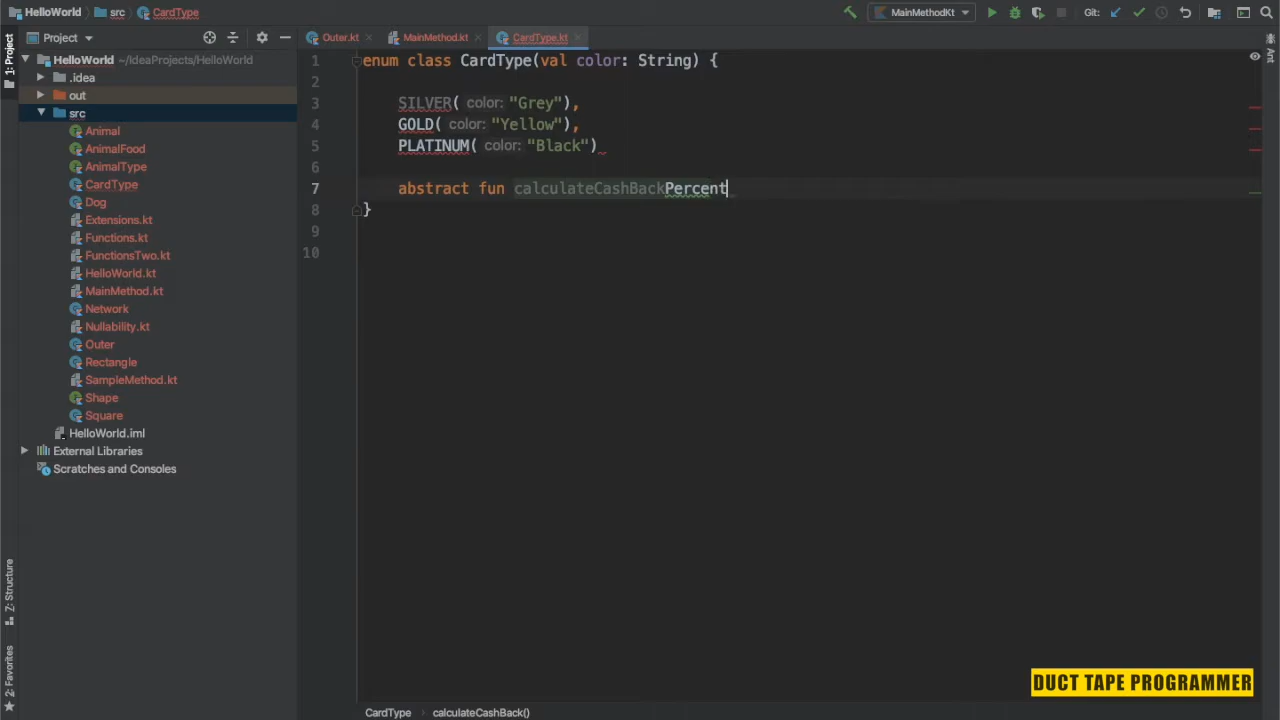 HelloWorld src CardType MainMethodKt Git:
Project Outer.kt MainMethod.kt CardType.kt
1: Project
HelloWorld ~/IdeaProjects/HelloWorld
.idea
out
src
Animal
AnimalFood
AnimalType
CardType
Dog
Extensions.kt
Functions.kt
FunctionsTwo.kt
HelloWorld.kt
MainMethod.kt
Network
Nullability.kt
Outer
Rectangle
SampleMethod.kt
Shape
Square
HelloWorld.iml
External Libraries
Scratches and Consoles
1 enum class CardType(val color: String) {
2
3 SILVER( color: "Grey"),
4 GOLD( color: "Yellow"),
5 PLATINUM( color: "Black")
6
7 abstract fun calculateCashBackPercent
8 }
9
10
Ant
Z: Structure
2: Favorites
DUCT TAPE PROGRAMMER
CardType calculateCashBack()